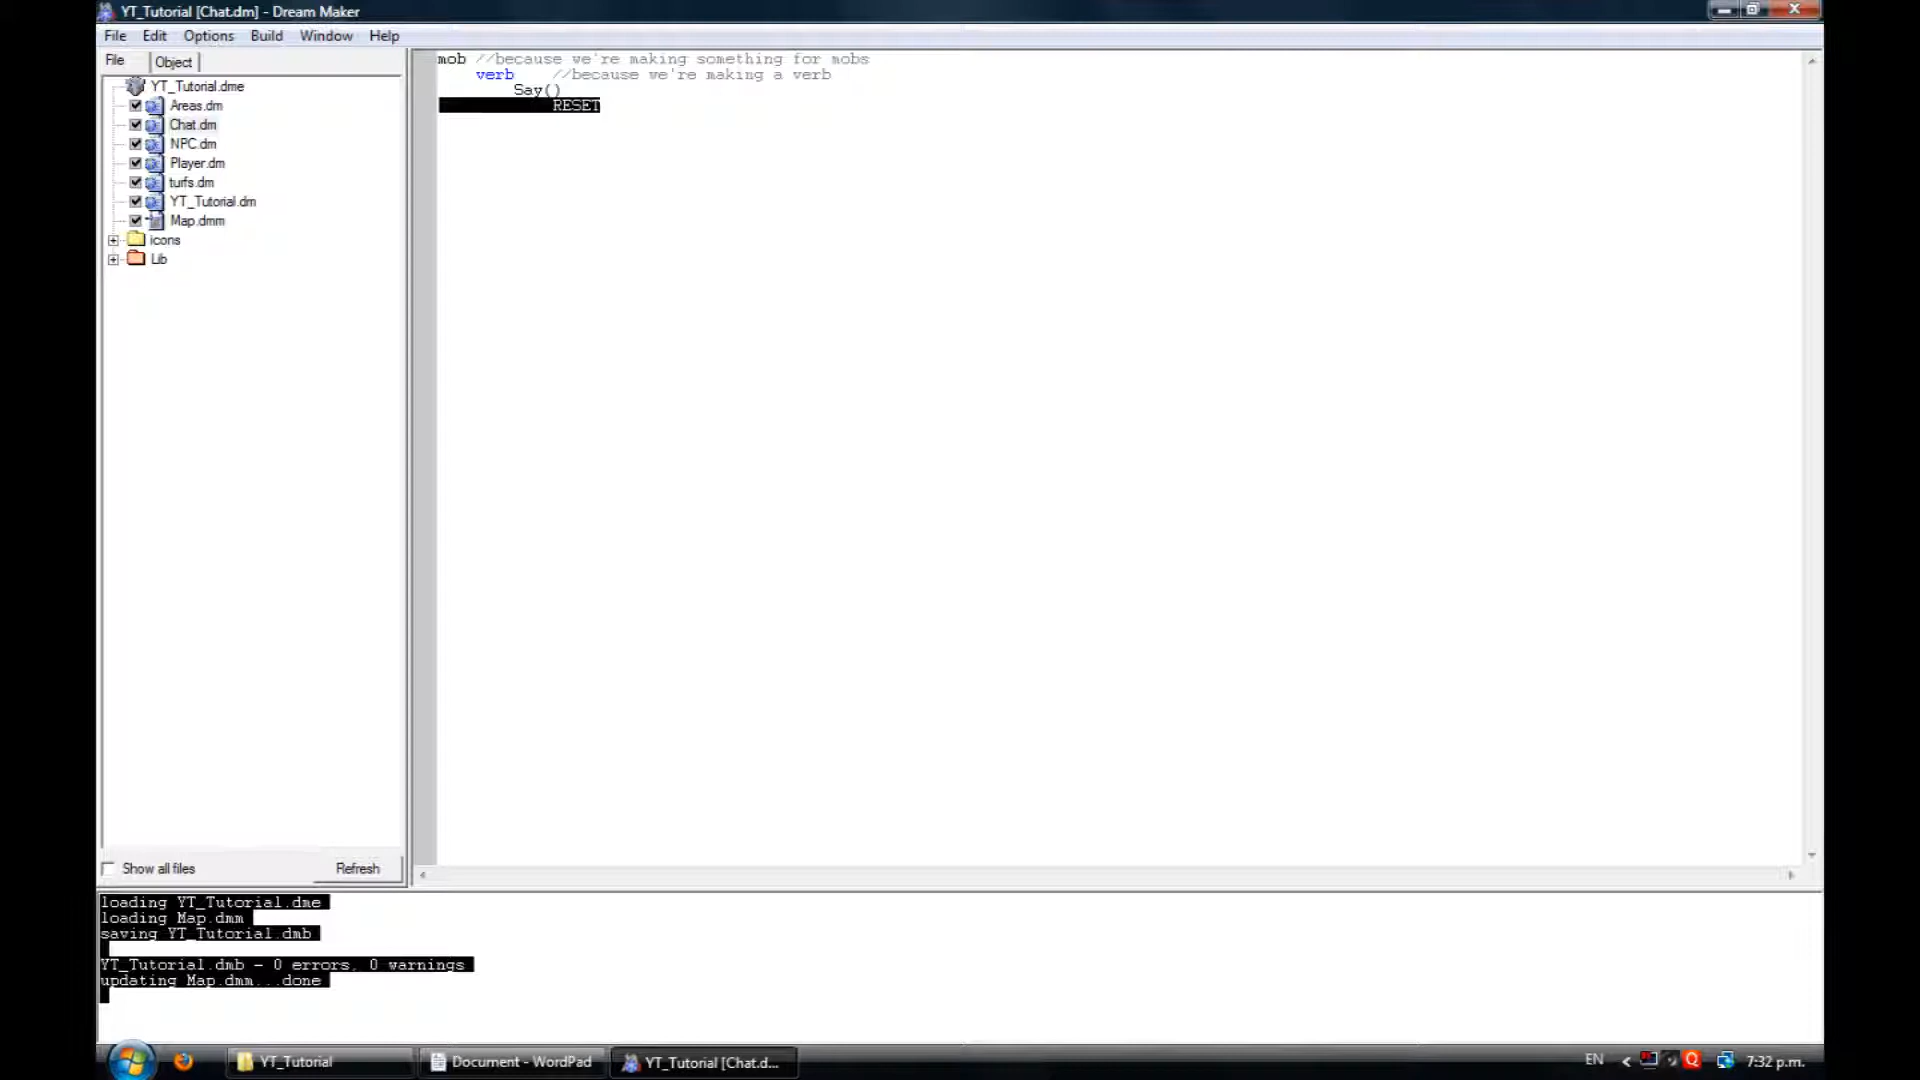 YT_Tutorial [Chat.dm] - Dream Maker
File Edit Options Build Window Help
File Object
YT_Tutorial.dme
Areas.dm
Chat.dm
NPC.dm
Player.dm
turfs.dm
YT_Tutorial.dm
Map.dmm
icons
Lib
mob //because we're making something for mobs
verb //because we're making a verb
Say()
RESET
Show all files Refresh
loading YT_Tutorial.dme
loading Map.dmm
saving YT_Tutorial.dmb
YT_Tutorial.dmb - 0 errors, 0 warnings
updating Map.dmm...done
YT_Tutorial Document - WordPad YT_Tutorial [Chat.d... EN 7:32 p.m.